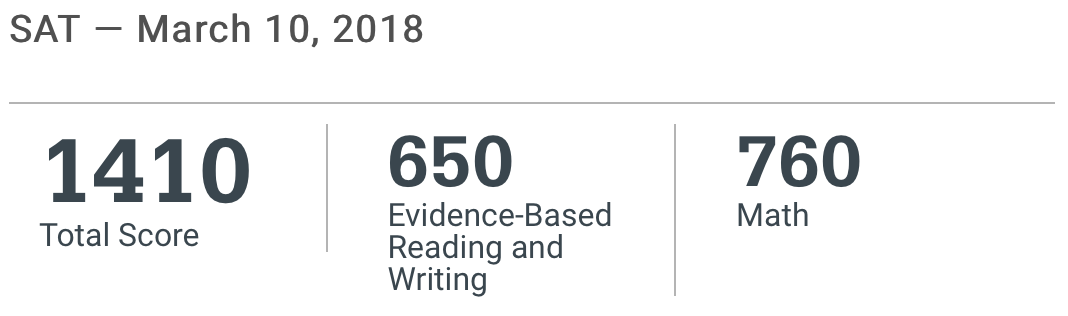 SAT — March 10, 2018
1410
Total Score
650
Evidence-Based
Reading and
Writing
760
Math